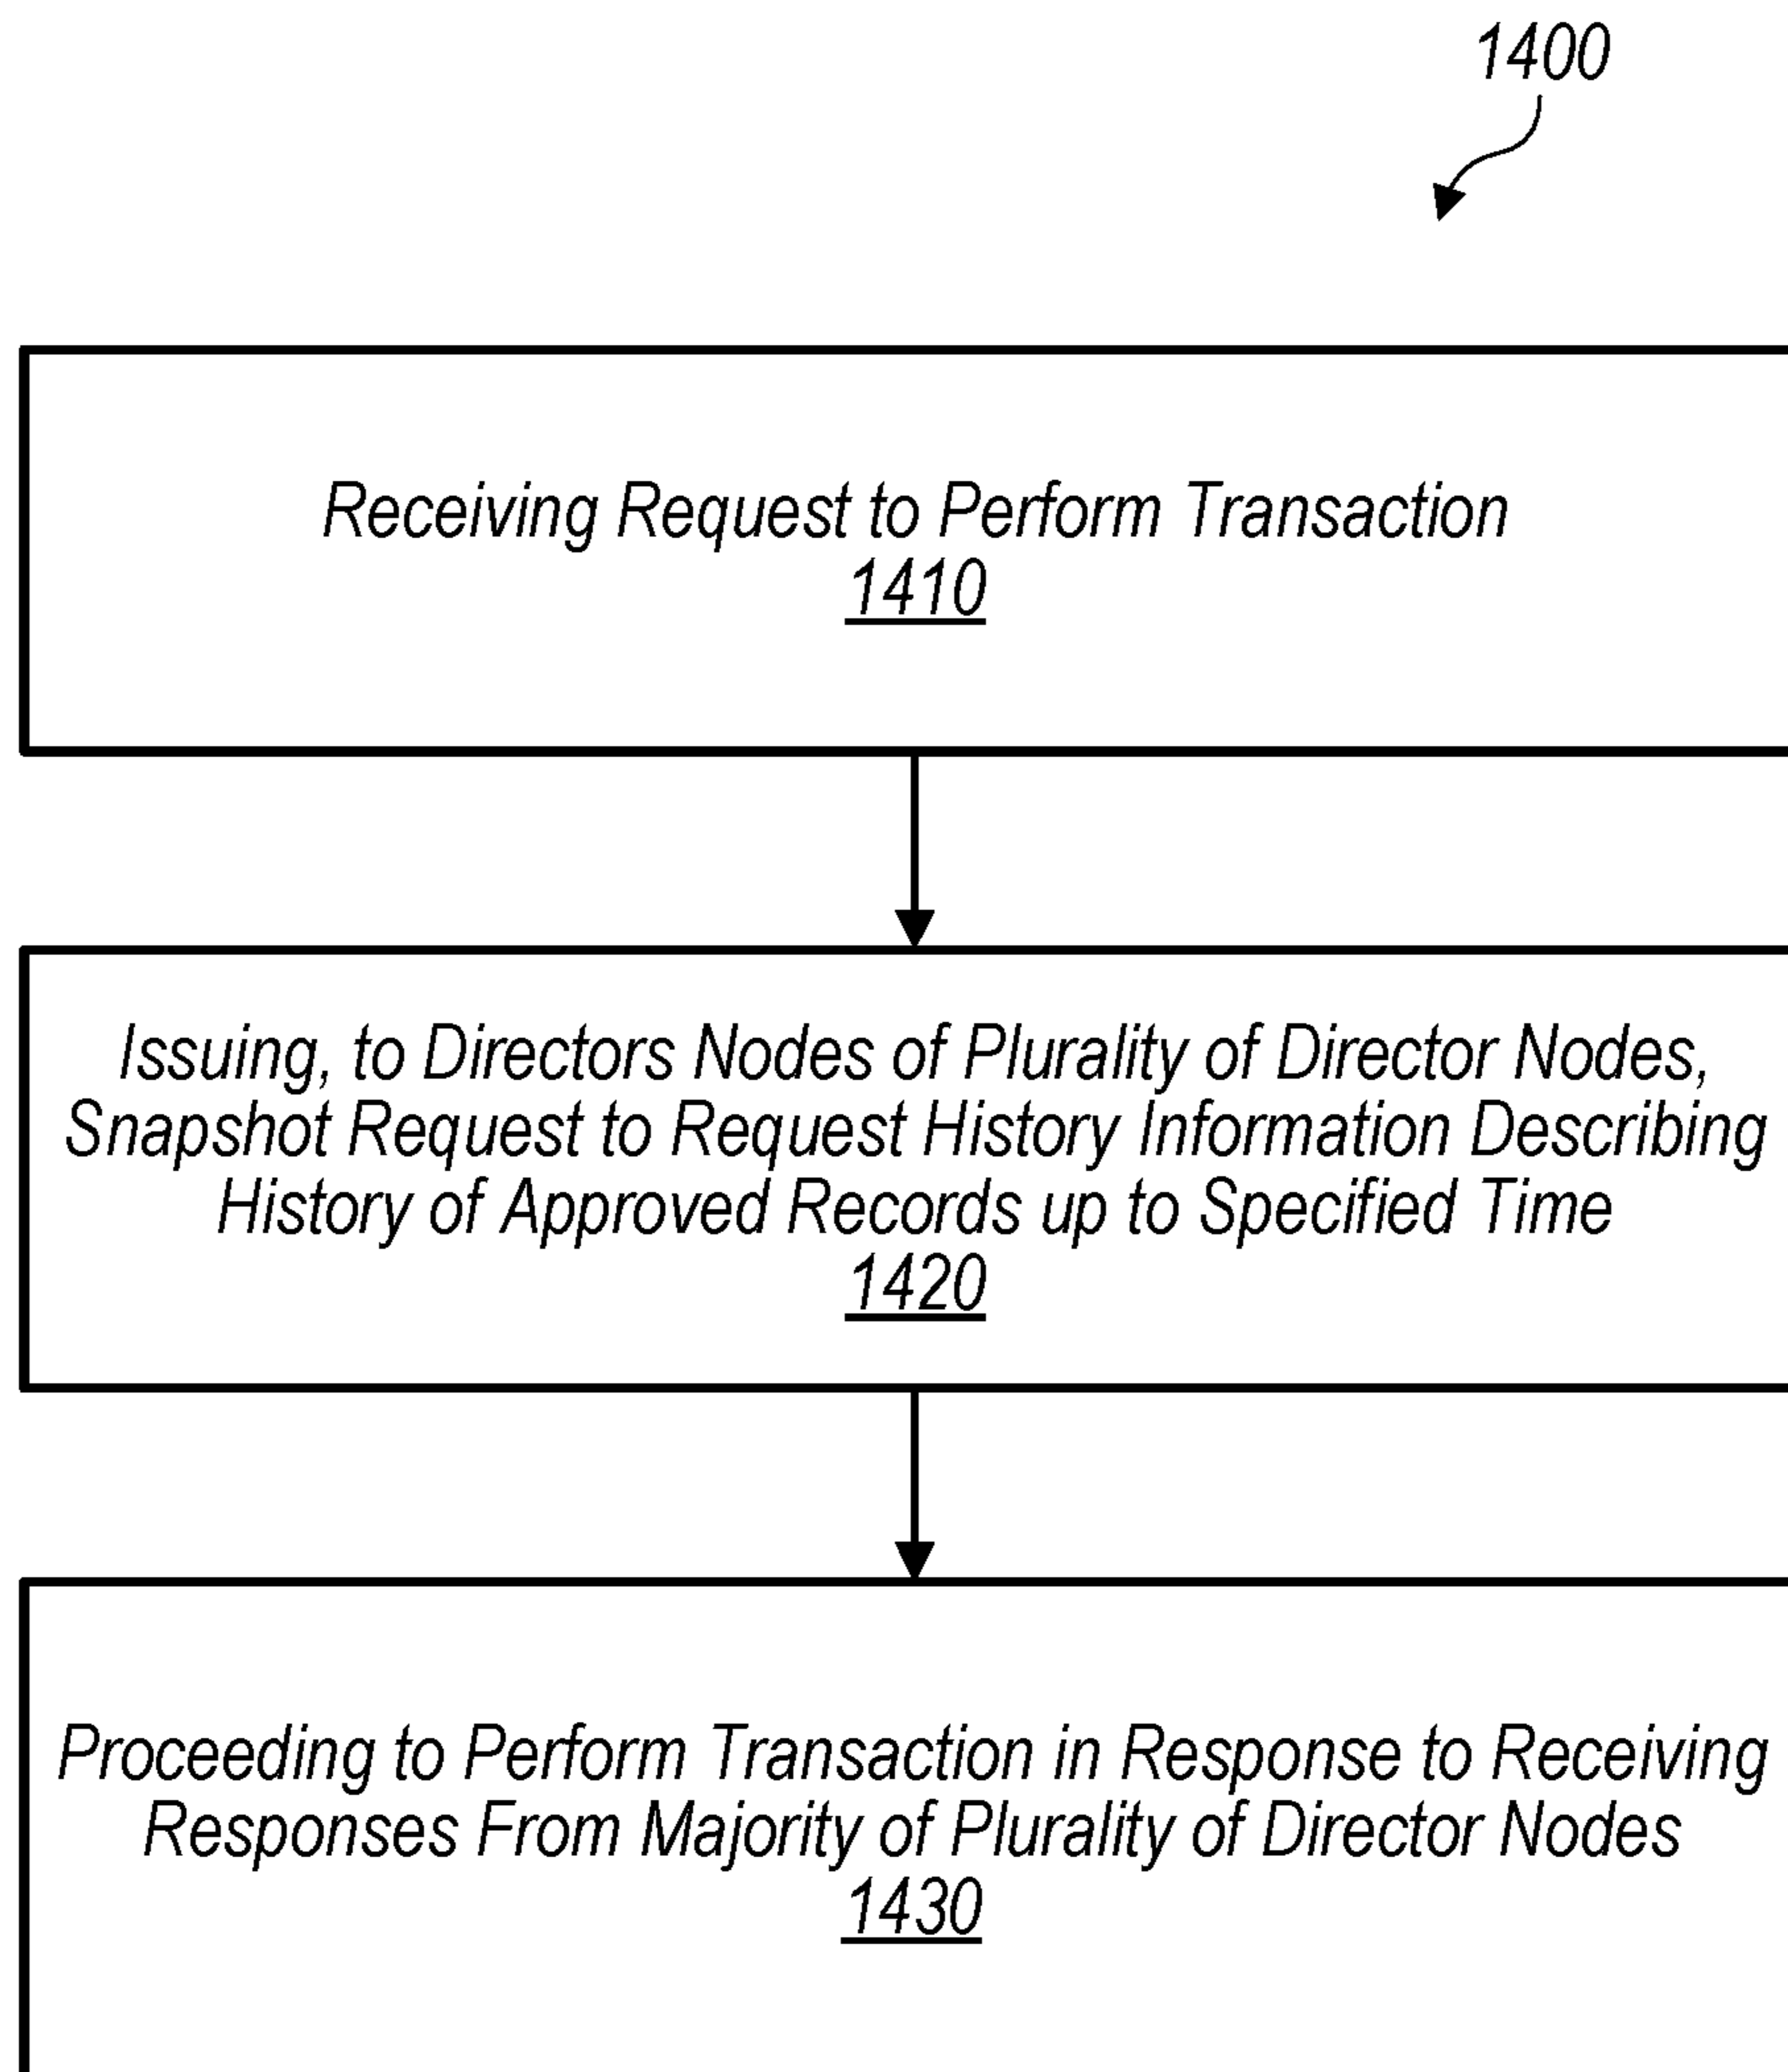 1400
Receiving Request to Perform Transaction
1410
Issuing, to Directors Nodes of Plurality of Director Nodes,
Snapshot Request to Request History Information Describing
History of Approved Records up to Specified Time
1420
Proceeding to Perform Transaction in Response to Receiving
Responses From Majority of Plurality of Director Nodes
1430